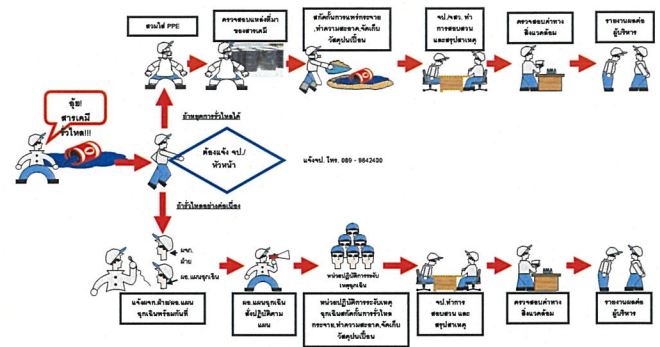 สวมใส่ PPE
ตรวจสอบแหล่งที่มา
ของสารเคมี
สกัดกั้นการแพร่กระจาย
,ทำความสะอาด,จัดเก็บ
วัสดุปนเปื้อน
จป./จสว. ทำ
การสอบสวน
และสรุปสาเหตุ
ตรวจสอบค่าทาง
สิ่งแวดล้อม
รายงานผลต่อ
ผู้บริหาร
อุ้ย!
สารเคมี
รั่วไหล!!!
ถ้าหยุดการรั่วไหลได้
ต้องแจ้ง จป./
หัวหน้า
แจ้งจป. โทร. 089 - 9842400
ถ้ารั่วไหลอย่างต่อเนื่อง
ผจก.
ฝ่าย
ผอ.แผนฉุกเฉิน
หน่วยปฏิบัติการระงับ
เหตุฉุกเฉิน
แจ้งผจก.ฝ่าย/ผอ.แผน
ฉุกเฉินพร้อมกันที่
ผอ.แผนฉุกเฉิน
สั่งปฏิบัติตาม
แผน
หน่วยปฏิบัติการระงับเหตุ
ฉุกเฉินสกัดกั้นการรั่วไหล
กระจาย,ทำความสะอาด,จัดเก็บ
วัสดุปนเปื้อน
จป.ทำการ
สอบสวน และ
สรุปสาเหตุ
ตรวจสอบค่าทาง
สิ่งแวดล้อม
รายงานผลต่อ
ผู้บริหาร